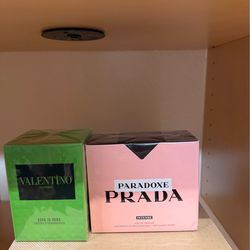 VALENTINO
BORN IN ROMA
PARADOXE
PRADA
INTENSE